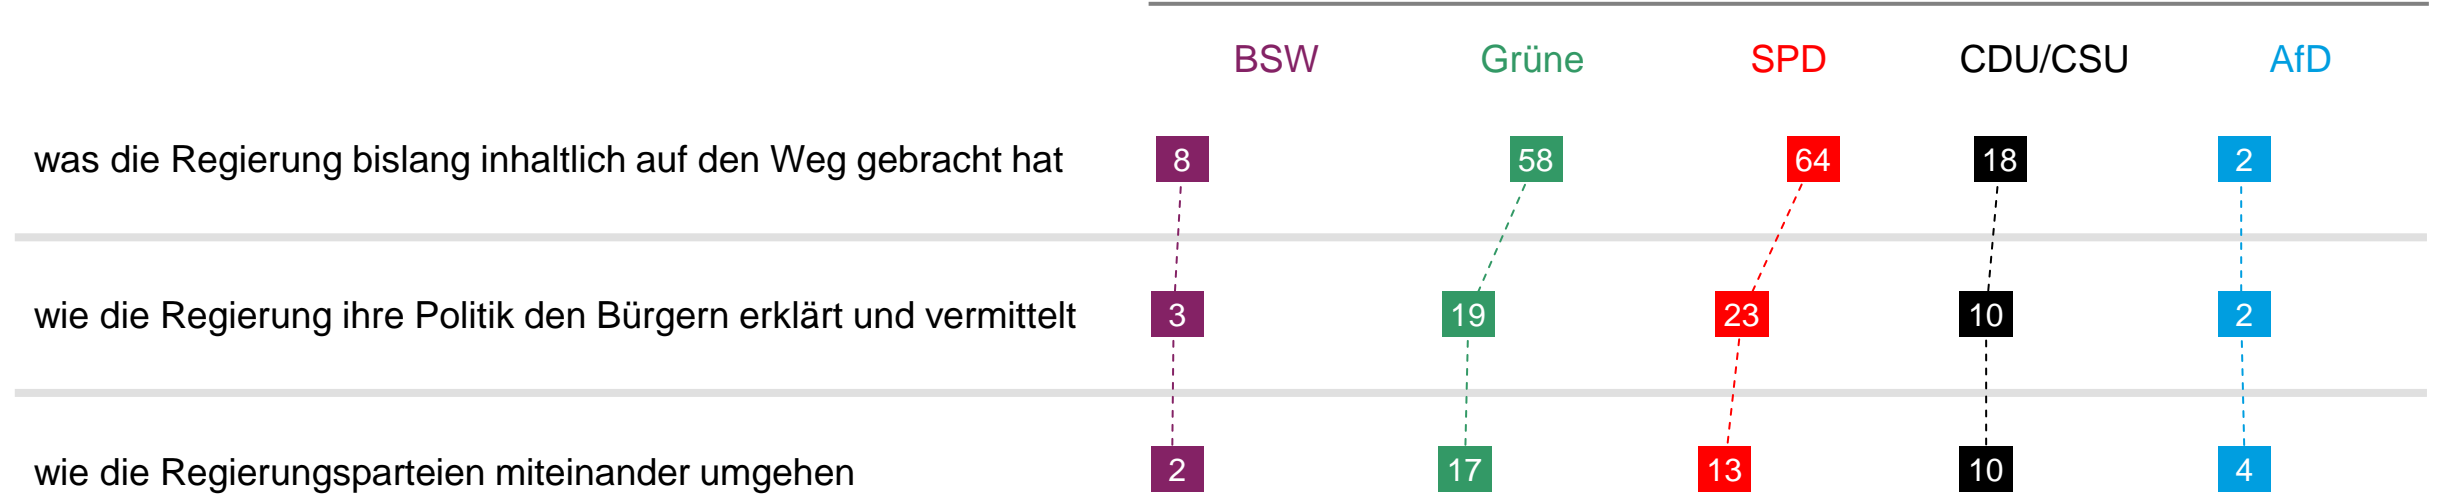 BSW Grüne SPD CDU/CSU AfD
was die Regierung bislang inhaltlich auf den Weg gebracht hat 8 58 64 18 2
wie die Regierung ihre Politik den Bürgern erklärt und vermittelt 3 19 23 10 2
wie die Regierungsparteien miteinander umgehen 2 17 13 10 4